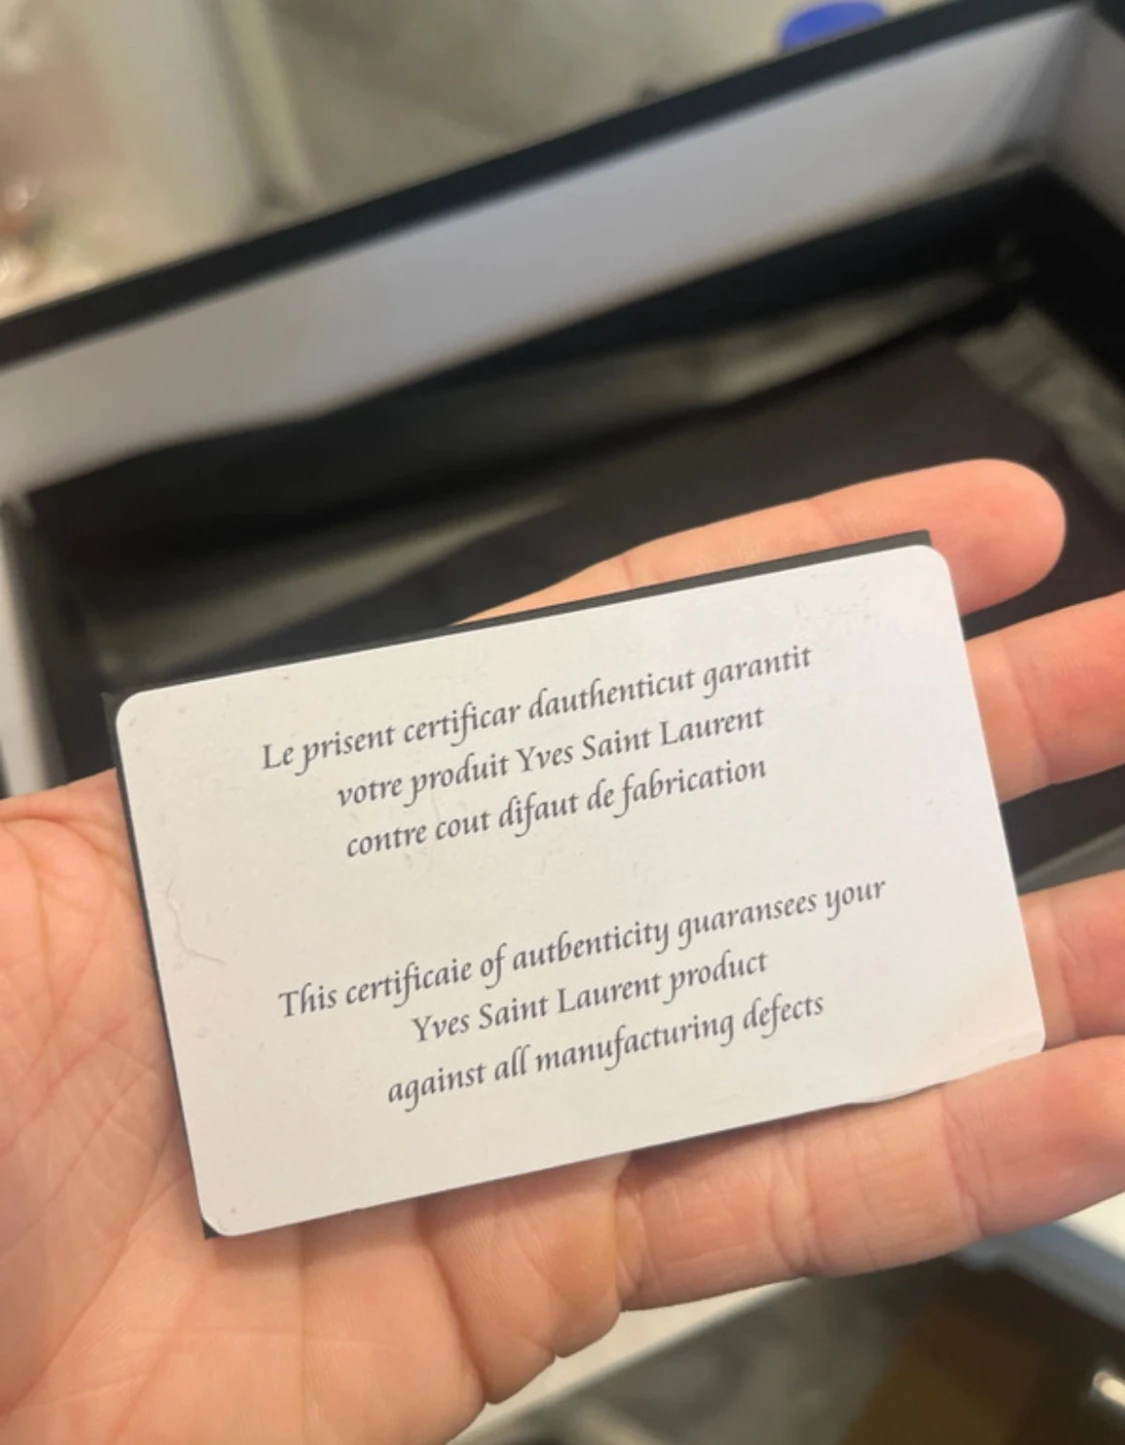 Le prisent certificar dauthenticut garantit
votre produit Yves Saint Laurent
contre cout difaut de fabrication
This certificaie of autbenticity guaransees your
Yves Saint Laurent product
against all manufacturing defects